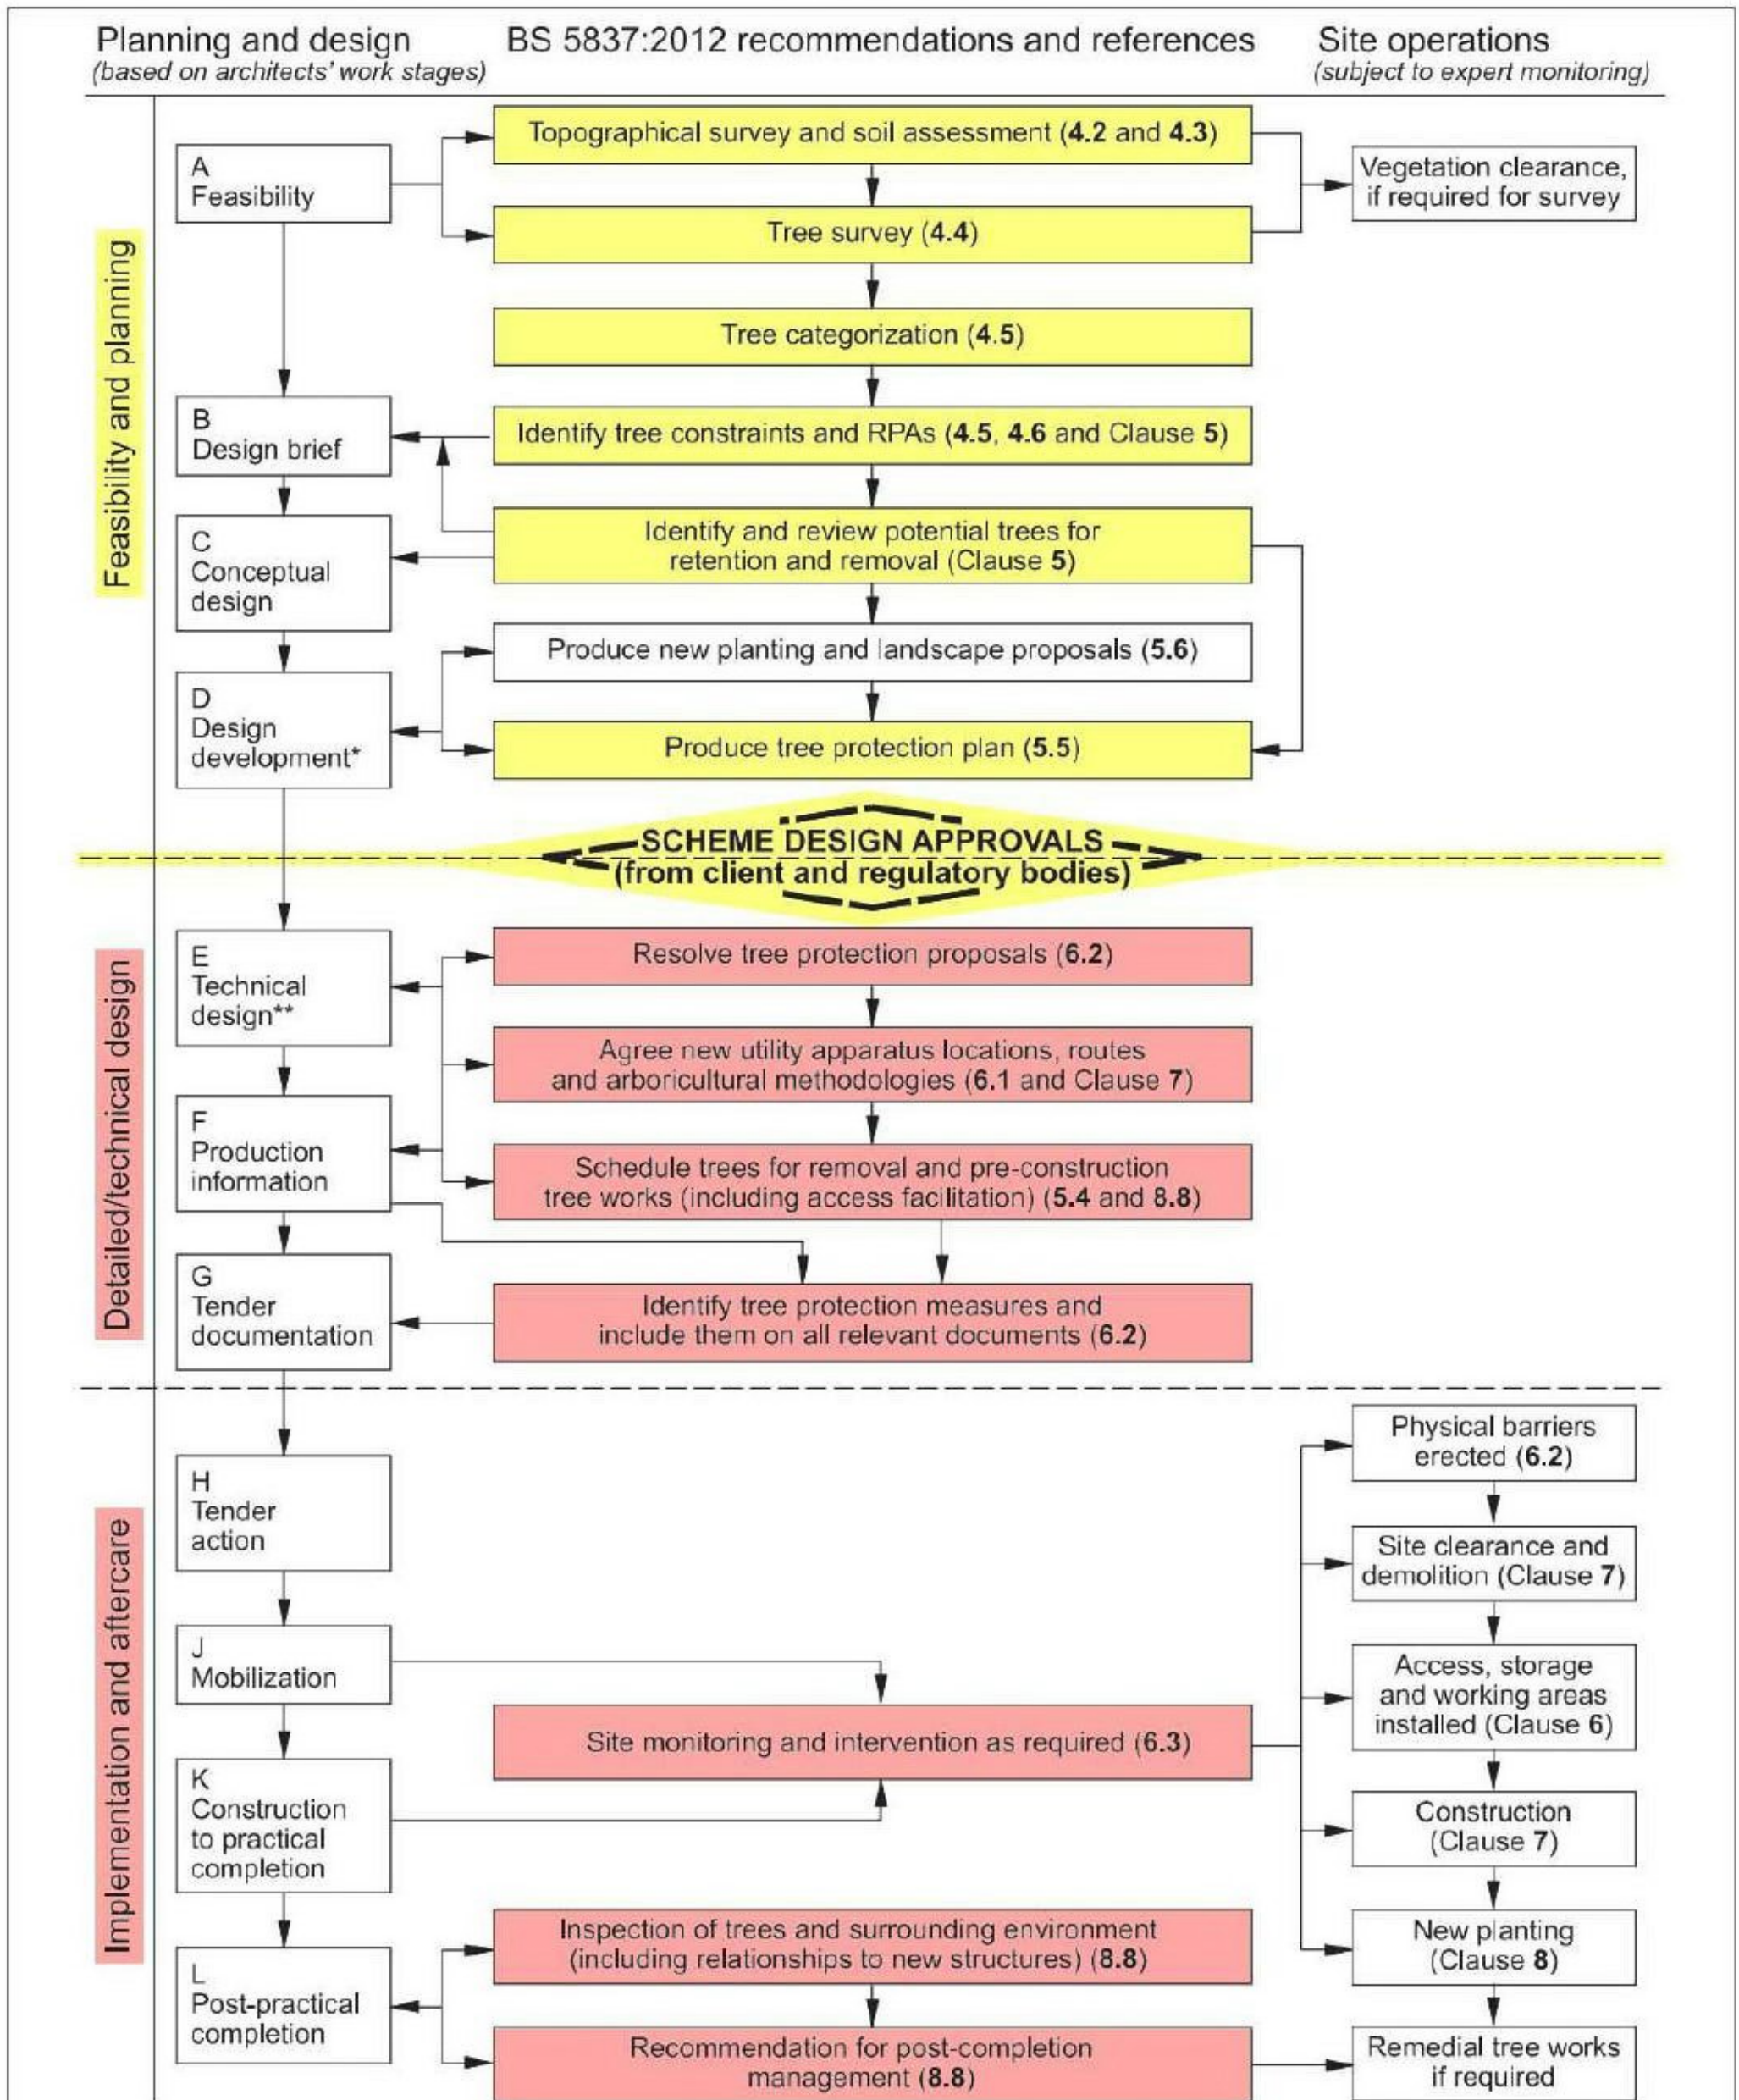 Planning and design
(based on architects' work stages)
BS 5837:2012 recommendations and references
Site operations
(subject to expert monitoring)
Feasibility and planning
A
Feasibility
Topographical survey and soil assessment (4.2 and 4.3)
Vegetation clearance,
if required for survey
Tree survey (4.4)
Tree categorization (4.5)
B
Design brief
Identify tree constraints and RPAs (4.5, 4.6 and Clause 5)
C
Conceptual
design
Identify and review potential trees for
retention and removal (Clause 5)
Produce new planting and landscape proposals (5.6)
D
Design
development*
Produce tree protection plan (5.5)
SCHEME DESIGN APPROVALS
(from client and regulatory bodies)
Detailed/technical design
E
Technical
design**
Resolve tree protection proposals (6.2)
Agree new utility apparatus locations, routes
and arboricultural methodologies (6.1 and Clause 7)
F
Production
information
Schedule trees for removal and pre-construction
tree works (including access facilitation) (5.4 and 8.8)
G
Tender
documentation
Identify tree protection measures and
include them on all relevant documents (6.2)
Implementation and aftercare
H
Tender
action
Physical barriers
erected (6.2)
Site clearance and
demolition (Clause 7)
J
Mobilization
Access, storage
and working areas
installed (Clause 6)
Site monitoring and intervention as required (6.3)
K
Construction
to practical
completion
Construction
(Clause 7)
Inspection of trees and surrounding environment
(including relationships to new structures) (8.8)
New planting
(Clause 8)
L
Post-practical
completion
Recommendation for post-completion
management (8.8)
Remedial tree works
if required